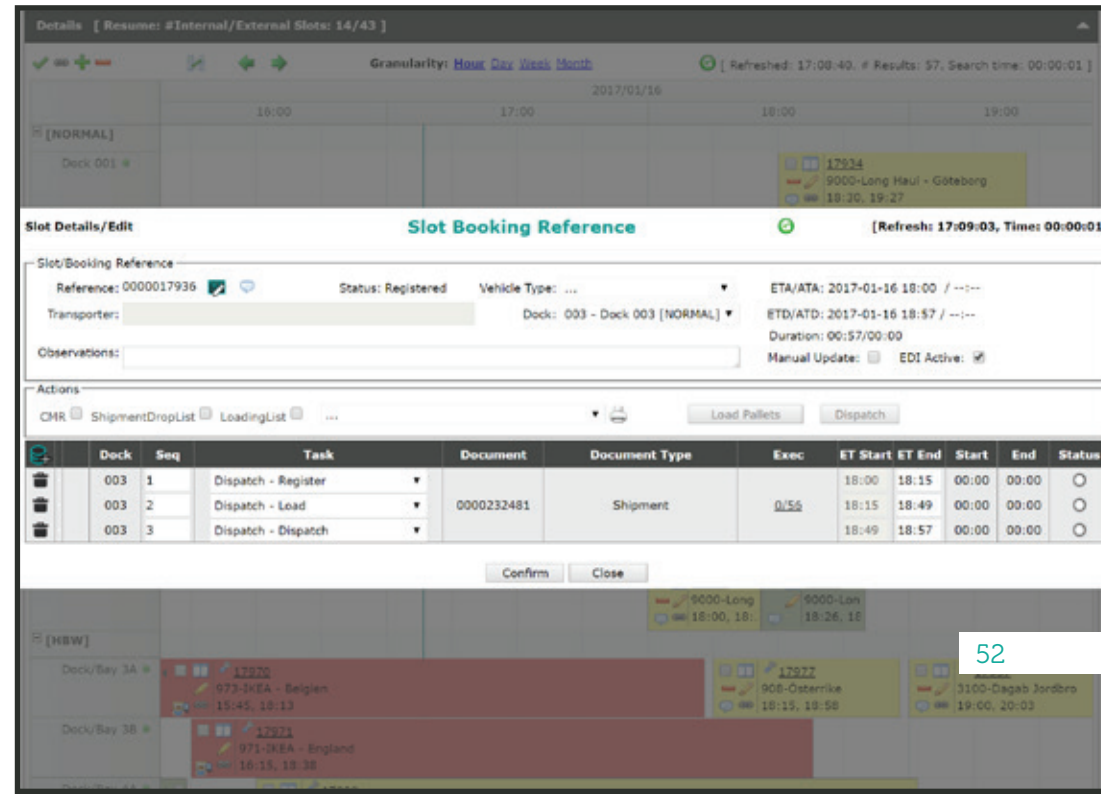 Details [ Resume: #Internal/External Slots: 14/43 ]
Granularity: Hour Day Week Month [ Refreshed: 17:08:40, # Results: 57, Search time: 00:00:01 ]
2017/01/16
16:00 17:00 18:00 19:00
[NORMAL]
Dock 001 17934
9000-Long Haul - Göteborg
18:30, 19:27
Slot Details/Edit Slot Booking Reference [Refresh: 17:09:03, Time: 00:00:01
Slot/Booking Reference
Reference: 0000017936 Status: Registered Vehicle Type: ... ETA/ATA: 2017-01-16 18:00 / --:--
Transporter: Dock: 003 - Dock 003 [NORMAL] ETD/ATD: 2017-01-16 18:57 / --:--
Duration: 00:57/00:00
Observations: Manual Update: EDI Active:
Actions
CMR ShipmentDropList LoadingList ... Load Pallets Dispatch
Dock Seq Task Document Document Type Exec ET Start ET End Start End Status
003 1 Dispatch - Register 18:00 18:15 00:00 00:00
003 2 Dispatch - Load 0000232481 Shipment 0/56 18:15 18:49 00:00 00:00
003 3 Dispatch - Dispatch 18:49 18:57 00:00 00:00
Confirm Close
9000-Long 9000-Lon
18:00, 18: 18:26, 18
[HBW]
52
Dock/Bay 3A 17970 17977
973-IKEA - Belgien 908-Österrike 3100-Dagab Jordbro
15:45, 18:13 18:15, 18:58 19:00, 20:03
Dock/Bay 3B 17971
971-IKEA - England
16:15, 18:38